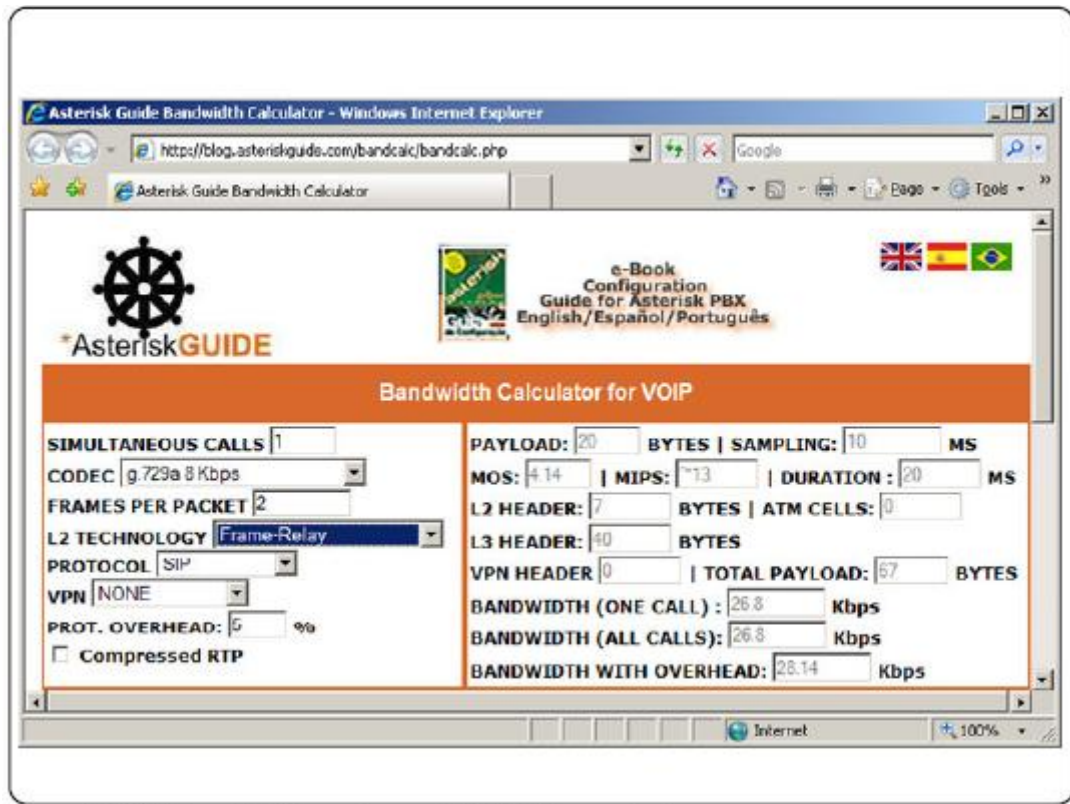 Asterisk Guide Bandwidth Calculator - Windows Internet Explorer
http://blog.asteriskguide.com/bandcalc/bandcalc.php
Google
Asterisk Guide Bandwidth Calculator
Page
Tools
*AsteriskGUIDE
asterisk
e-Book
Configuration
Guide for Asterisk PBX
English/Español/Português
Bandwidth Calculator for VOIP
SIMULTANEOUS CALLS 1
CODEC g.729a 8 Kbps
FRAMES PER PACKET 2
L2 TECHNOLOGY Frame-Relay
PROTOCOL SIP
VPN NONE
PROT. OVERHEAD: 5 %
Compressed RTP
PAYLOAD: 20 BYTES | SAMPLING: 10 MS
MOS: 4.14 | MIPS: ~13 | DURATION : 20 MS
L2 HEADER: 7 BYTES | ATM CELLS: 0
L3 HEADER: 40 BYTES
VPN HEADER 0 | TOTAL PAYLOAD: 67 BYTES
BANDWIDTH (ONE CALL) : 26.8 Kbps
BANDWIDTH (ALL CALLS): 26.8 Kbps
BANDWIDTH WITH OVERHEAD: 28.14 Kbps
Internet
100%